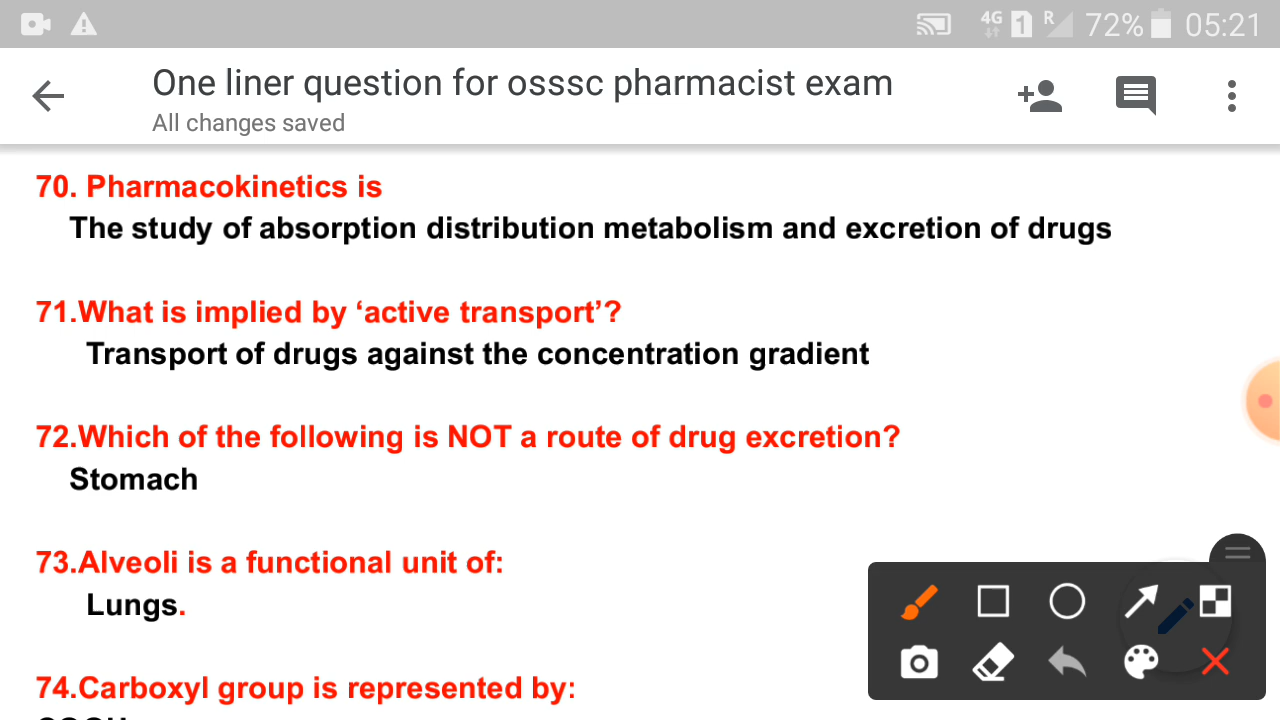 4G 1 R 72% 05:21
One liner question for osssc pharmacist exam
All changes saved
70. Pharmacokinetics is
The study of absorption distribution metabolism and excretion of drugs
71.What is implied by ‘active transport’?
Transport of drugs against the concentration gradient
72.Which of the following is NOT a route of drug excretion?
Stomach
73.Alveoli is a functional unit of:
Lungs.
74.Carboxyl group is represented by: